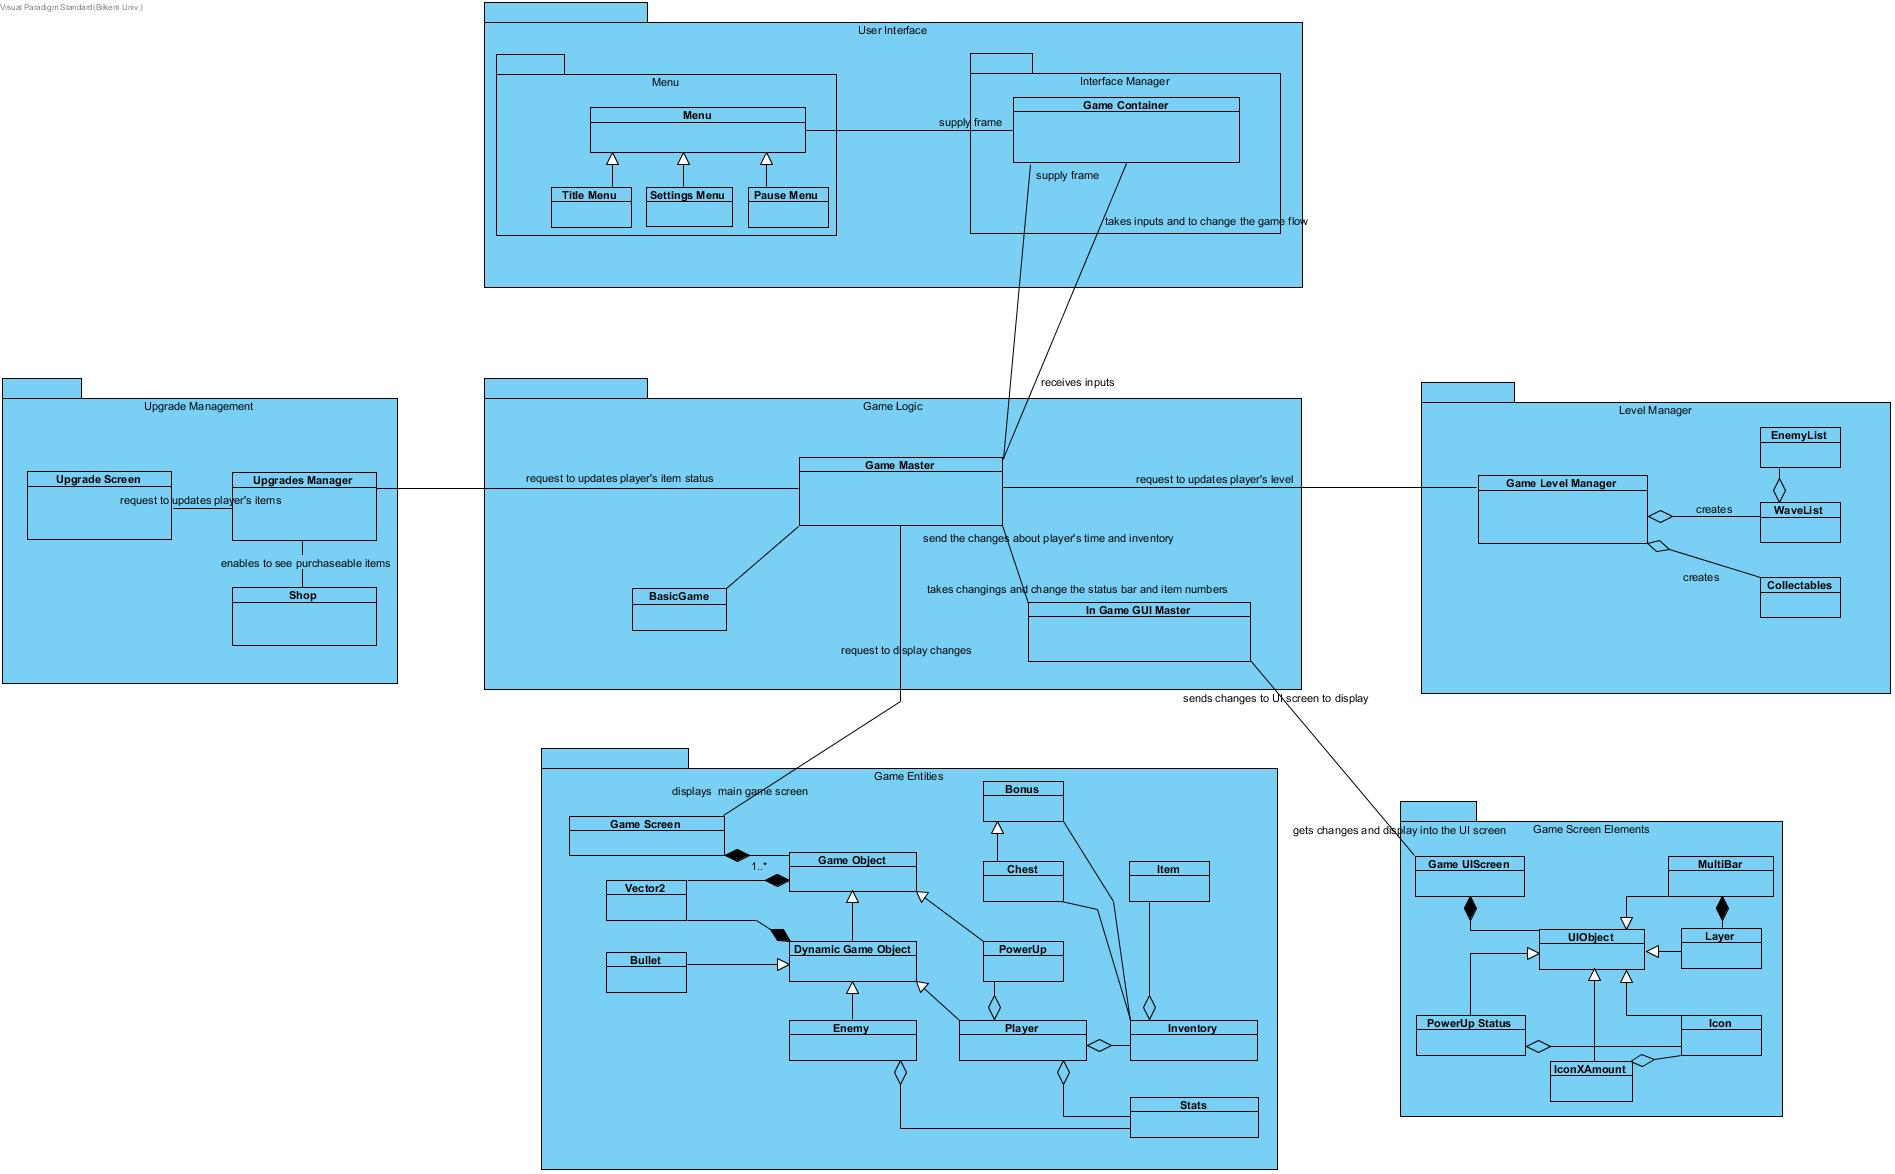 Visual Paradigm Standard(Bilkent Univ.)
User Interface
Menu
Interface Manager
Menu
Game Container
supply frame
Title Menu
Settings Menu
Pause Menu
supply frame
takes inputs and to change the game flow
receives inputs
Upgrade Management
Upgrade Screen
Upgrades Manager
request to updates player's items
enables to see purchaseable items
Shop
Game Logic
Game Master
request to updates player's item status
request to updates player's level
send the changes about player's time and inventory
BasicGame
takes changings and change the status bar and item numbers
In Game GUI Master
request to display changes
sends changes to UI screen to display
Level Manager
EnemyList
Game Level Manager
creates
WaveList
creates
Collectables
Game Entities
displays  main game screen
Game Screen
Bonus
1..*
Game Object
Chest
Item
Vector2
Dynamic Game Object
PowerUp
Bullet
Enemy
Player
Inventory
Stats
gets changes and display into the UI screen
Game Screen Elements
Game UIScreen
MultiBar
UIObject
Layer
PowerUp Status
Icon
IconXAmount